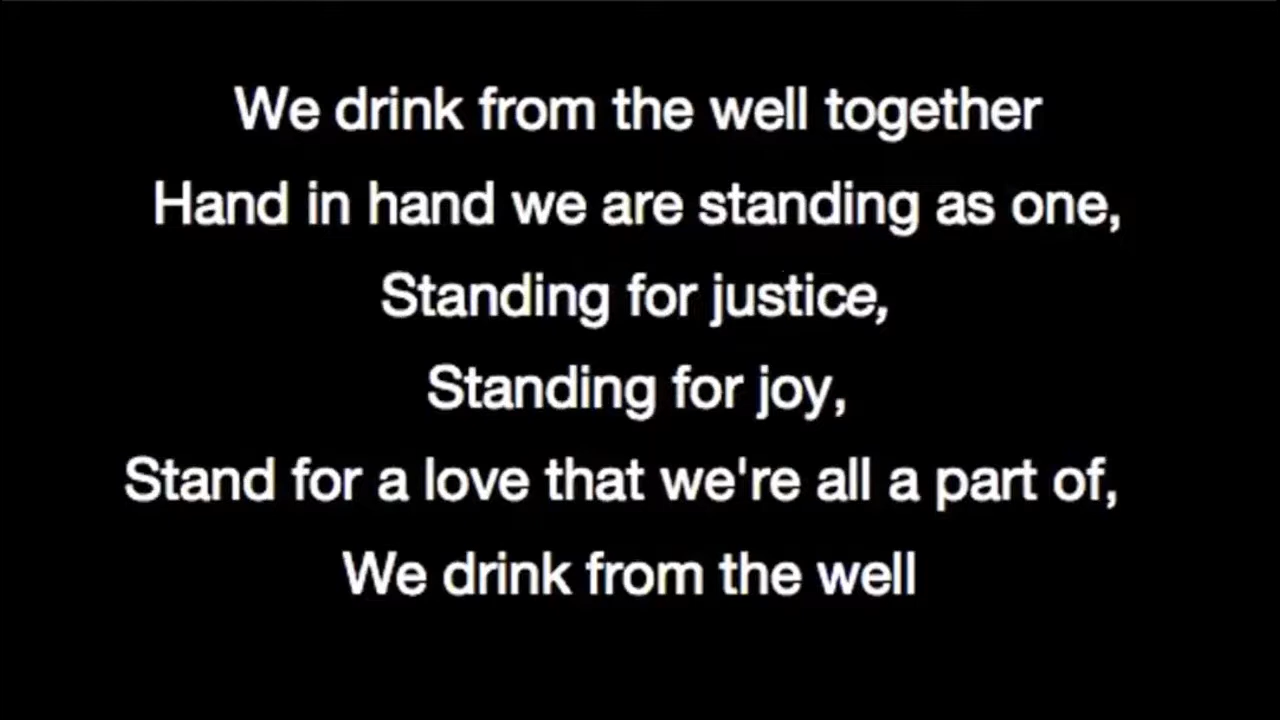 We drink from the well together
Hand in hand we are standing as one,
Standing for justice,
Standing for joy,
Stand for a love that we're all a part of,
We drink from the well